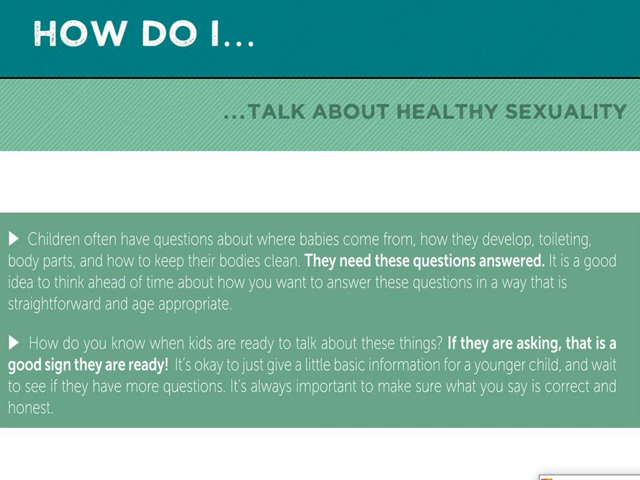 HOW DO I...
...TALK ABOUT HEALTHY SEXUALITY
Children often have questions about where babies come from, how they develop, toileting,
body parts, and how to keep their bodies clean. They need these questions answered. It is a good
idea to think ahead of time about how you want to answer these questions in a way that is
straightforward and age appropriate.
How do you know when kids are ready to talk about these things? If they are asking, that is a
good sign they are ready! It's okay to just give a little basic information for a younger child, and wait
to see if they have more questions. It's always important to make sure what you say is correct and
honest.